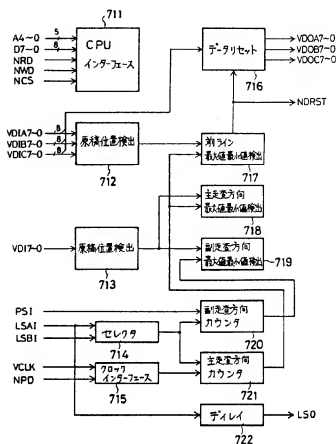 711
A4~0
5
D7~0
8
NRD
NWD
NCS
CPU
インターフェース
データリセット
716
VDOA7~0
VDOB7~0
VDOC7~0
NDRST
VDIA7~0
8
VDIB7~0
8
VDIC7~0
8
原稿位置検出
712
ライン
最大値最小値検出
717
主走査方向
最大値最小値検出
718
VDI7~0
原稿位置検出
713
副走査方向
最大値最小値検出
719
PSI
LSAI
LSBI
セレクタ
714
副走査方向
カウンタ
720
VCLK
NPD
クロック
インターフェース
715
主走査方向
カウンタ
721
ディレイ
722
LSO